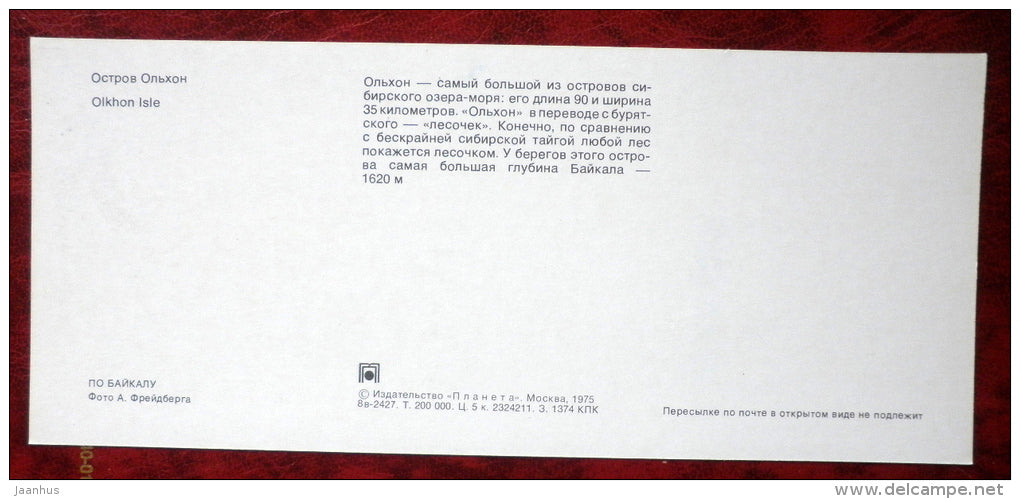 Остров Ольхон
Olkhon Isle
Ольхон — самый большой из островов си-
бирского озера-моря: его длина 90 и ширина
35 километров. «Ольхон» в переводе с бурят-
ского — «лесочек». Конечно, по сравнению
с бескрайней сибирской тайгой любой лес
покажется лесочком. У берегов этого остро-
ва самая большая глубина Байкала —
1620 м
ПО БАЙКАЛУ
Фото А. Фрейдберга
© Издательство «Планета». Москва, 1975
8в-2427. Т. 200 000. Ц. 5 к. 2324211. З. 1374 КПК
Пересылке по почте в открытом виде не подлежит
jaanhus
www.delcampe.net